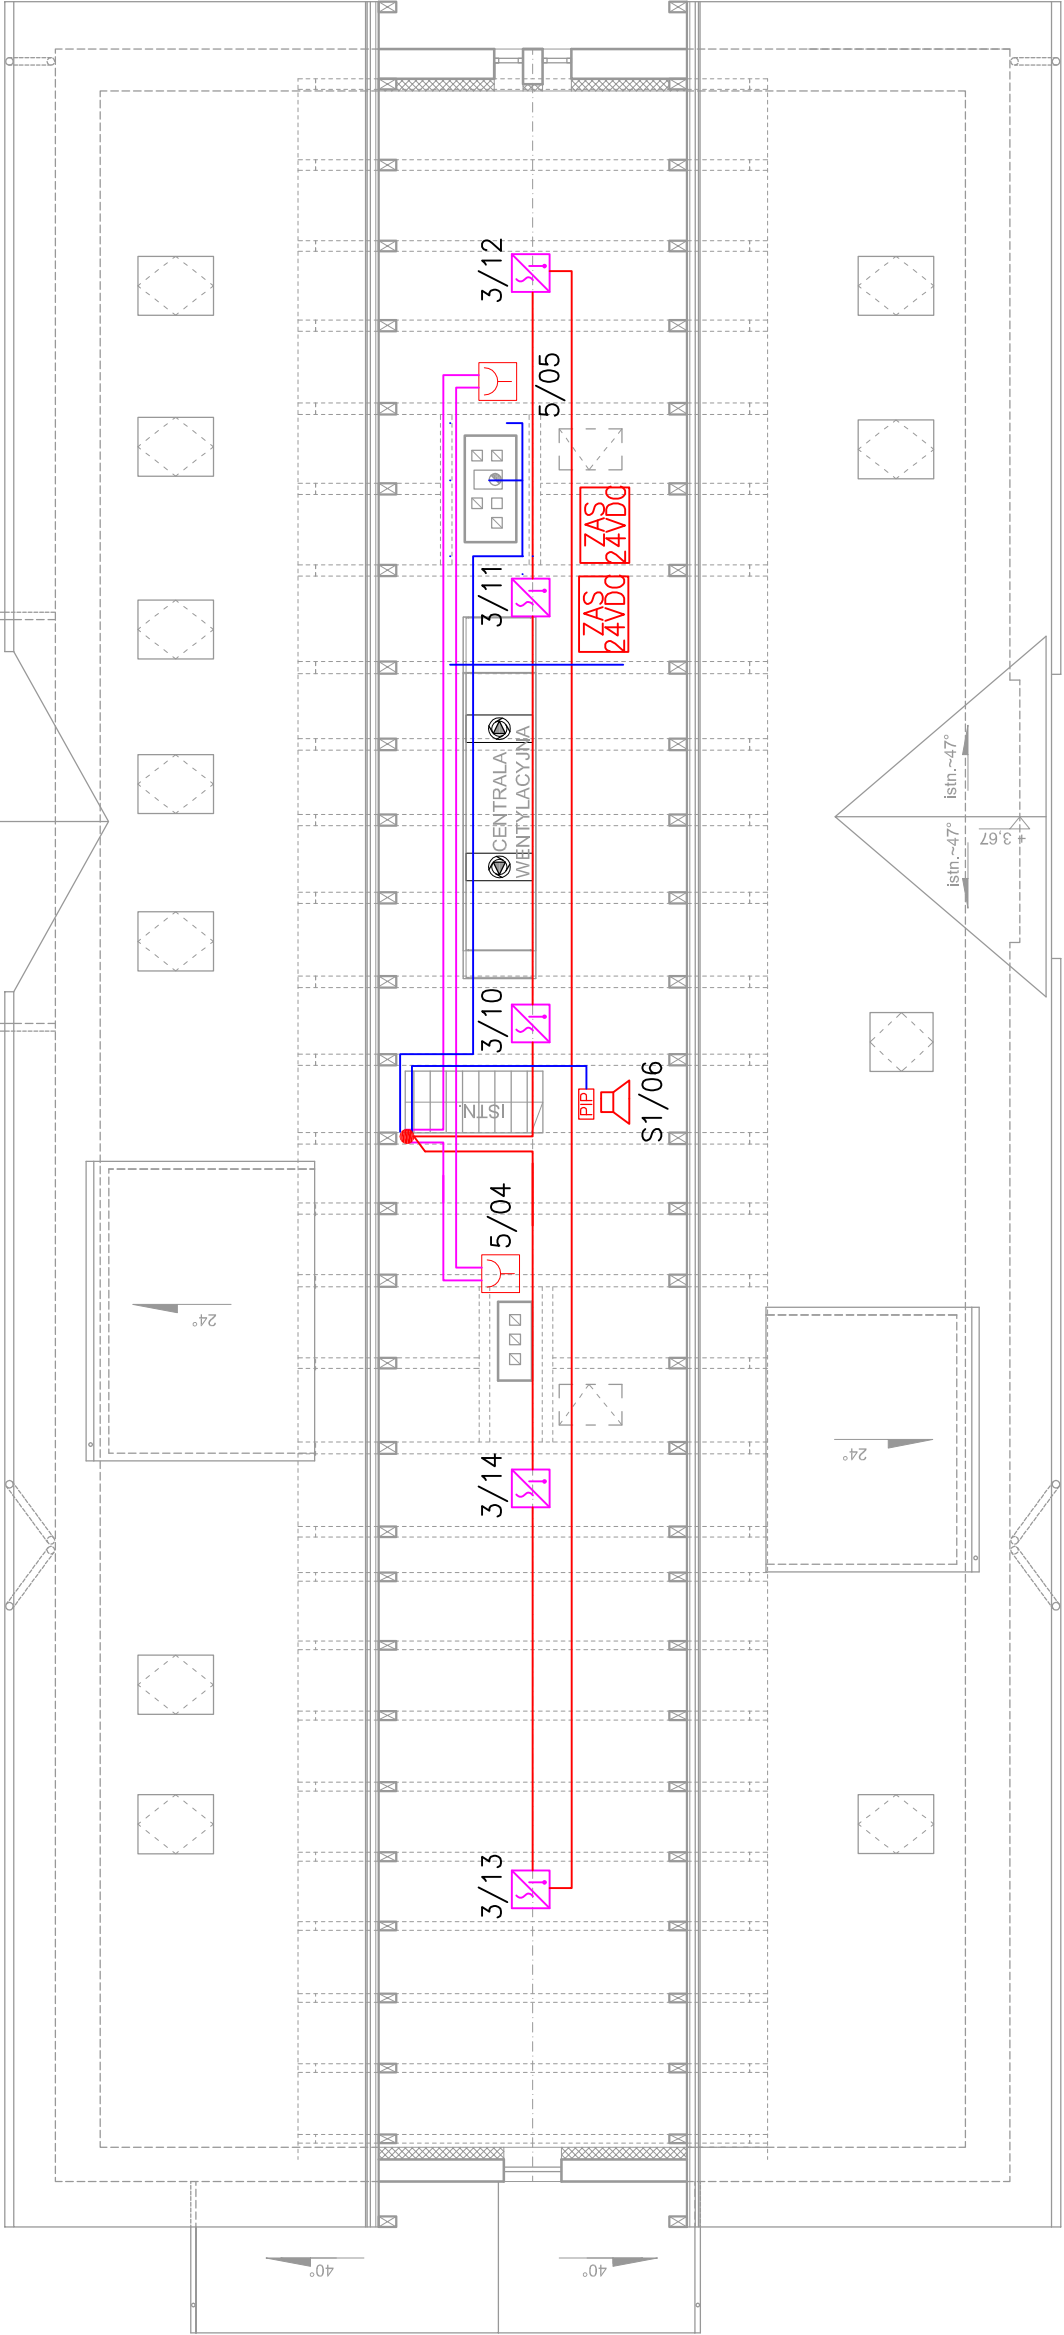 3/12
5/05
ZAS
24VDC
3/11
ZAS
24VDC
CENTRALA
WENTYLACYJNA
istn.~47°
istn.~47°
+ 3,67
3/10
ISTN.
PIP
S1/06
5/04
24°
24°
3/14
3/13
40°
40°